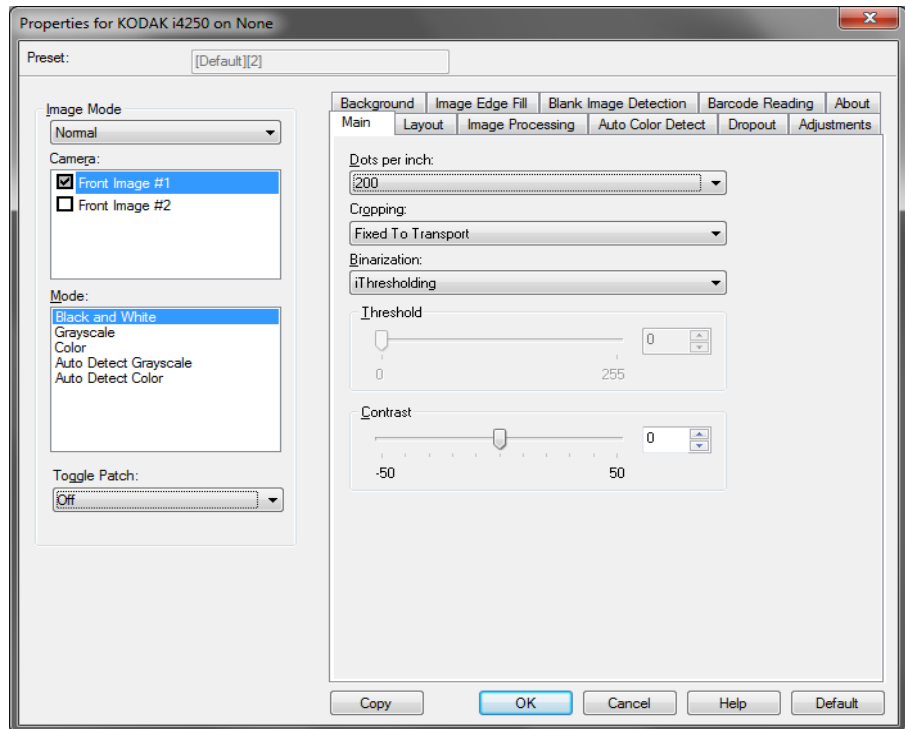 Properties for KODAK i4250 on None
Preset:
[Default][2]
Image Mode
Normal
Camera:
Front Image #1
Front Image #2
Mode:
Black and White
Grayscale
Color
Auto Detect Grayscale
Auto Detect Color
Toggle Patch:
Off
Background Image Edge Fill Blank Image Detection Barcode Reading About
Main Layout Image Processing Auto Color Detect Dropout Adjustments
Dots per inch:
200
Cropping:
Fixed To Transport
Binarization:
iThresholding
Threshold
0
0 255
Contrast
0
-50 50
Copy OK Cancel Help Default